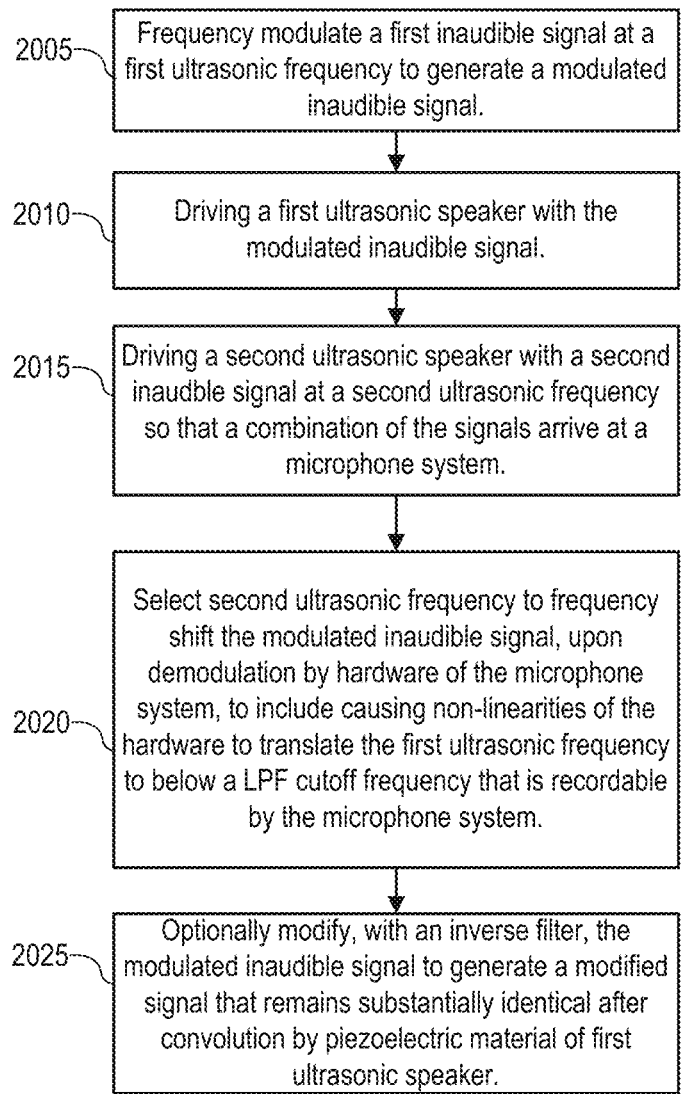 2005
Frequency modulate a first inaudible signal at a
first ultrasonic frequency to generate a modulated
inaudible signal.
2010
Driving a first ultrasonic speaker with the
modulated inaudible signal.
2015
Driving a second ultrasonic speaker with a second
inaudble signal at a second ultrasonic frequency
so that a combination of the signals arrive at a
microphone system.
2020
Select second ultrasonic frequency to frequency
shift the modulated inaudible signal, upon
demodulation by hardware of the microphone
system, to include causing non-linearities of the
hardware to translate the first ultrasonic frequency
to below a LPF cutoff frequency that is recordable
by the microphone system.
2025
Optionally modify, with an inverse filter, the
modulated inaudible signal to generate a modified
signal that remains substantially identical after
convolution by piezoelectric material of first
ultrasonic speaker.